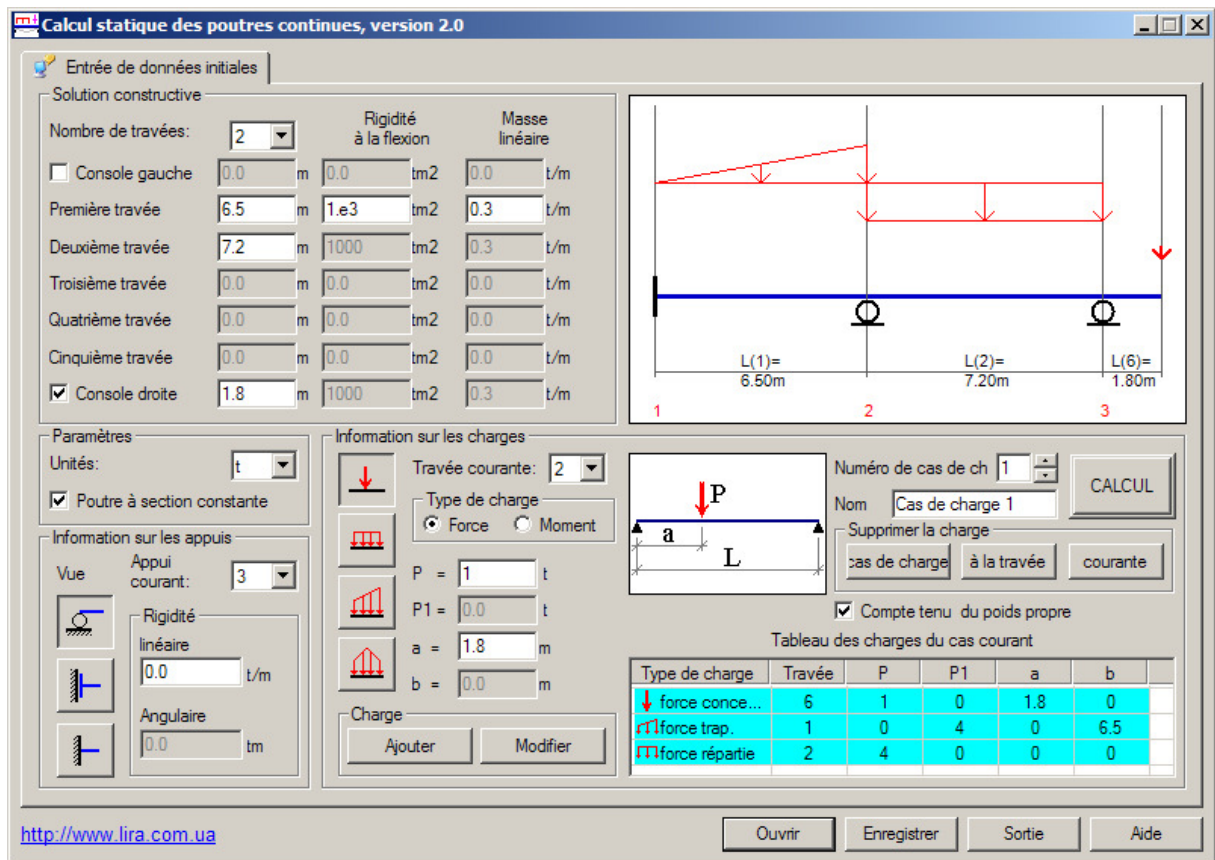 Calcul statique des poutres continues, version 2.0
Entrée de données initiales
Solution constructive
Nombre de travées: 2
Rigidité à la flexion
Masse linéaire
Console gauche 0.0 m 0.0 tm2 0.0 t/m
Première travée 6.5 m 1.e3 tm2 0.3 t/m
Deuxième travée 7.2 m 1000 tm2 0.3 t/m
Troisième travée 0.0 m 0.0 tm2 0.0 t/m
Quatrième travée 0.0 m 0.0 tm2 0.0 t/m
Cinquième travée 0.0 m 0.0 tm2 0.0 t/m
Console droite 1.8 m 1000 tm2 0.3 t/m
L(1)= L(2)= L(6)=
6.50m 7.20m 1.80m
1 2 3
Paramètres
Unités: t
Poutre à section constante
Information sur les appuis
Vue
Appui courant: 3
Rigidité
linéaire
0.0 t/m
Angulaire
0.0 tm
Information sur les charges
Travée courante: 2
Type de charge
Force Moment
P = 1 t
P1 = 0.0 t
a = 1.8 m
b = 0.0 m
Charge
Ajouter Modifier
P
a
L
Numéro de cas de ch 1
Nom Cas de charge 1
CALCUL
Supprimer la charge
cas de charge à la travée courante
Compte tenu du poids propre
Tableau des charges du cas courant
Type de charge Travée P P1 a b
force conce... 6 1 0 1.8 0
force trap. 1 0 4 0 6.5
force répartie 2 4 0 0 0
http://www.lira.com.ua
Ouvrir Enregistrer Sortie Aide